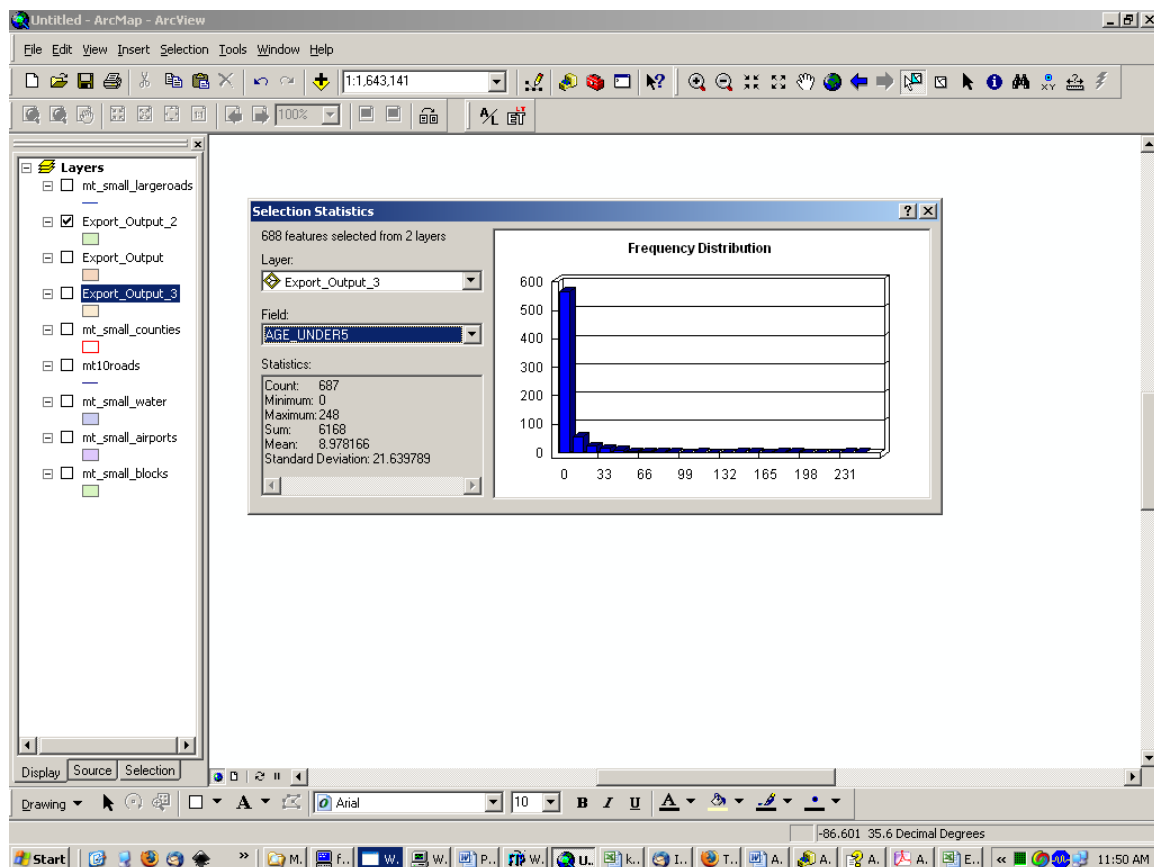 Untitled - ArcMap - ArcView
File Edit View Insert Selection Tools Window Help
1:1,643,141
100%
Layers
mt_small_largeroads
Export_Output_2
Export_Output
Export_Output_3
mt_small_counties
mt10roads
mt_small_water
mt_small_airports
mt_small_blocks
Selection Statistics
688 features selected from 2 layers
Layer:
Export_Output_3
Field:
AGE_UNDER5
Statistics:
Count: 687
Minimum: 0
Maximum: 248
Sum: 6168
Mean: 8.978166
Standard Deviation: 21.639789
Frequency Distribution
600
500
400
300
200
100
0
0 33 66 99 132 165 198 231
Display Source Selection
Drawing A Arial 10 B I U A
-86.601 35.6 Decimal Degrees
Start » M. f.. W. W. P.. W. U.. k.. I.. T.. A. A. A. A. E.. « 11:50 AM